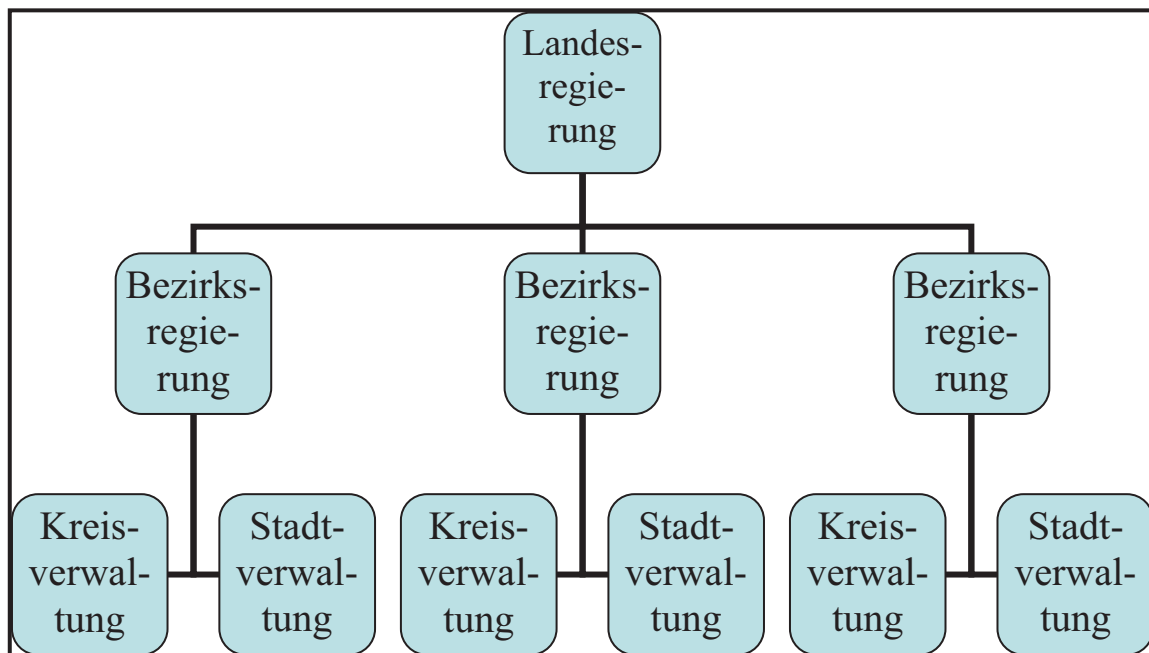 Landes-
regie-
rung
Bezirks-
regie-
rung
Bezirks-
regie-
rung
Bezirks-
regie-
rung
Kreis-
verwal-
tung
Stadt-
verwal-
tung
Kreis-
verwal-
tung
Stadt-
verwal-
tung
Kreis-
verwal-
tung
Stadt-
verwal-
tung